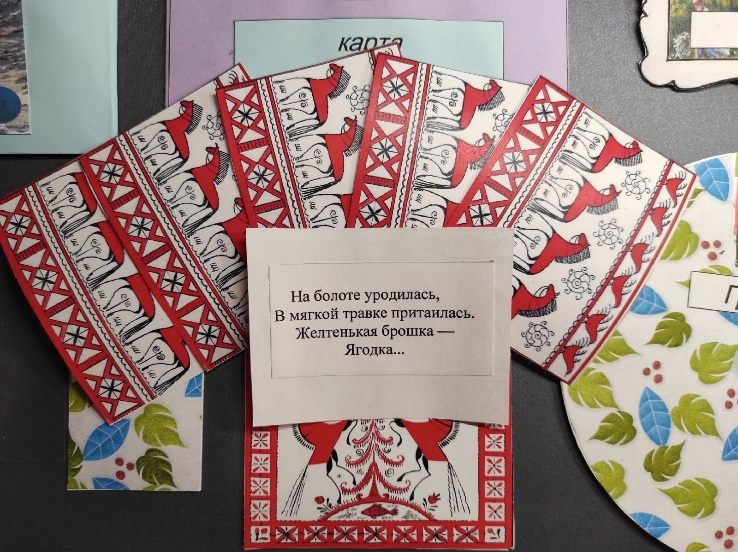 карта
На болоте уродилась,
В мягкой травке притаилась.
Желтенькая брошка —
Ягодка...